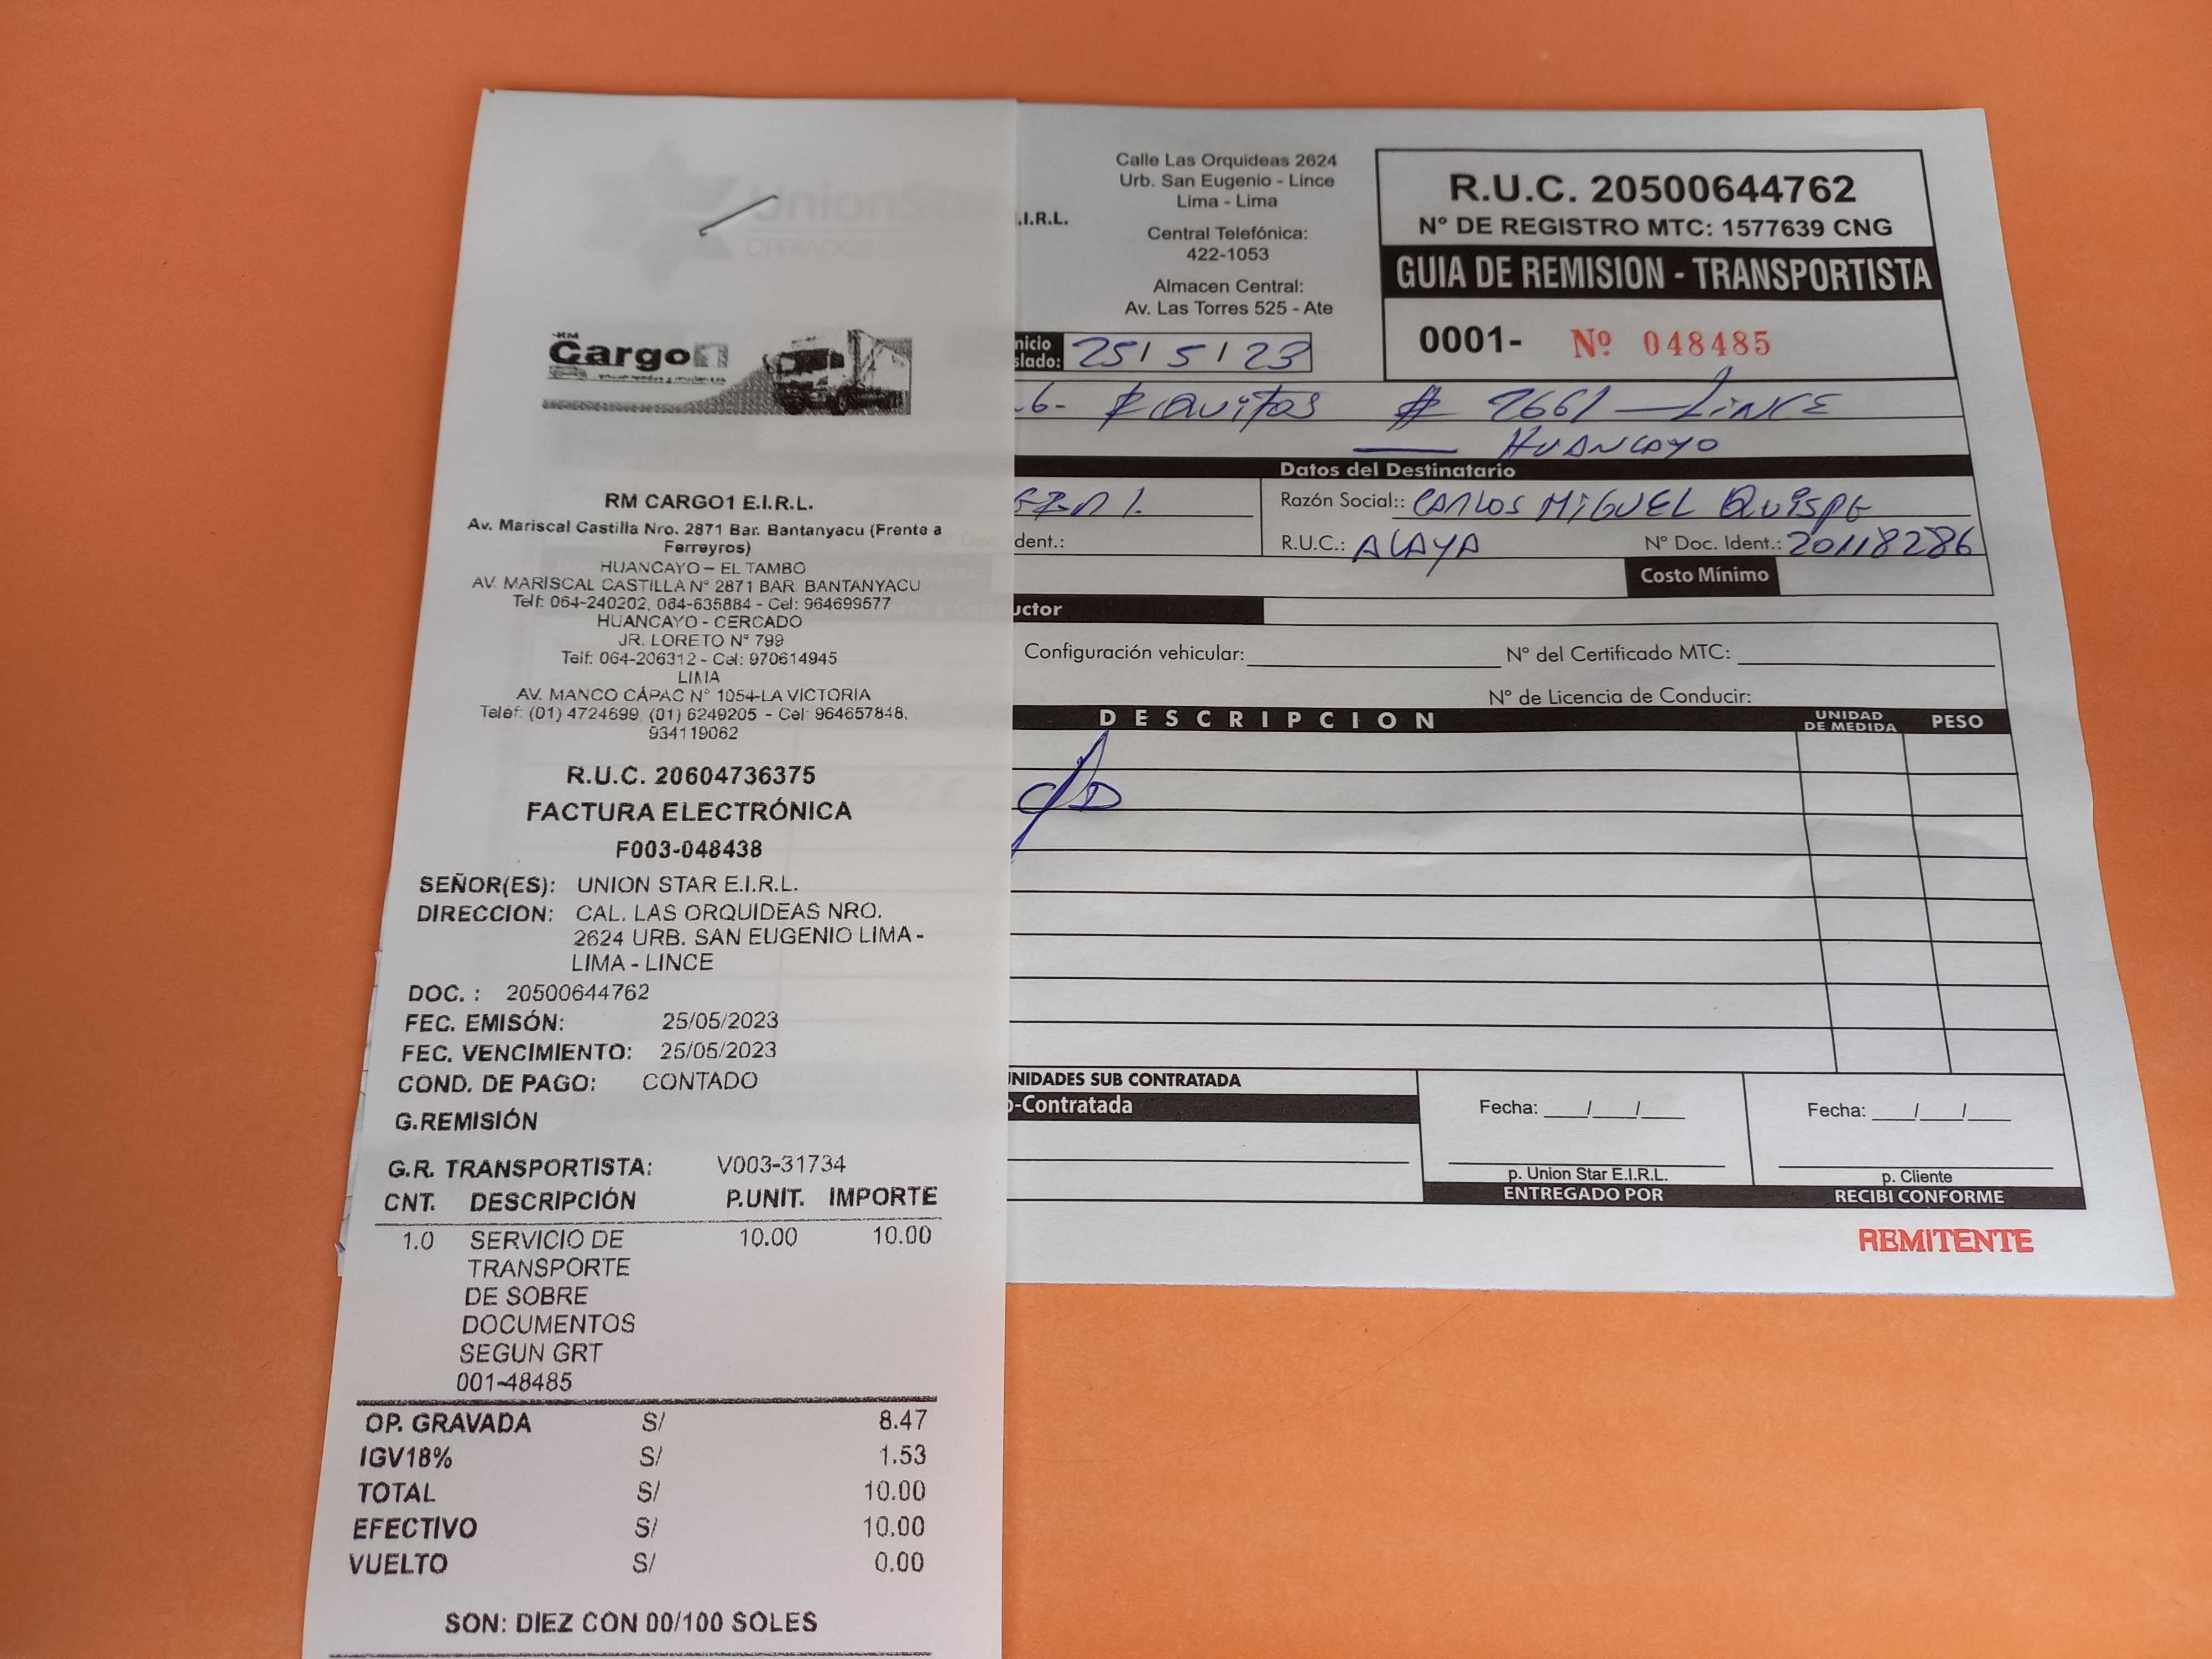 RM
Cargo1
RM CARGO1 E.I.R.L.
Av. Mariscal Castilla Nro. 2871 Bar. Bantanyacu (Frente a
Ferreyros)
HUANCAYO – EL TAMBO
AV. MARISCAL CASTILLA N° 2871 BAR. BANTANYACU
Telf: 064-240202, 064-635884 - Cel: 964699577
HUANCAYO - CERCADO
JR. LORETO N° 799
Telf: 064-206312 - Cel: 970614945
LIMA
AV. MANCO CÁPAC N° 1054-LA VICTORIA
Telef: (01) 4724699, (01) 6249205 - Cel: 964657848,
934119062
R.U.C. 20604736375
FACTURA ELECTRÓNICA
F003-048438
SEÑOR(ES): UNION STAR E.I.R.L.
DIRECCION: CAL. LAS ORQUIDEAS NRO.
2624 URB. SAN EUGENIO LIMA -
LIMA - LINCE
DOC. : 20500644762
FEC. EMISÓN: 25/05/2023
FEC. VENCIMIENTO: 25/05/2023
COND. DE PAGO: CONTADO
G.REMISIÓN
G.R. TRANSPORTISTA: V003-31734
CNT. DESCRIPCIÓN P.UNIT. IMPORTE
1.0 SERVICIO DE 10.00 10.00
TRANSPORTE
DE SOBRE
DOCUMENTOS
SEGUN GRT
001-48485
OP. GRAVADA S/ 8.47
IGV18% S/ 1.53
TOTAL S/ 10.00
EFECTIVO S/ 10.00
VUELTO S/ 0.00
SON: DIEZ CON 00/100 SOLES
.I.R.L.
Calle Las Orquideas 2624
Urb. San Eugenio - Lince
Lima - Lima
Central Telefónica:
422-1053
Almacen Central:
Av. Las Torres 525 - Ate
R.U.C. 20500644762
N° DE REGISTRO MTC: 1577639 CNG
GUIA DE REMISION - TRANSPORTISTA
0001- Nº 048485
nicio
slado: 25/5/23
# 2661 — LINCE
— HUANCAYO
Datos del Destinatario
Razón Social:: CARLOS MIGUEL QUISPE
dent.:
R.U.C.: ALAYA N° Doc. Ident.: 20118286
Costo Mínimo
uctor
Configuración vehicular: N° del Certificado MTC:
N° de Licencia de Conducir:
DESCRIPCION UNIDAD DE MEDIDA PESO
UNIDADES SUB CONTRATADA
-Contratada
Fecha: / / Fecha: / /
p. Union Star E.I.R.L. p. Cliente
ENTREGADO POR RECIBI CONFORME
REMITENTE